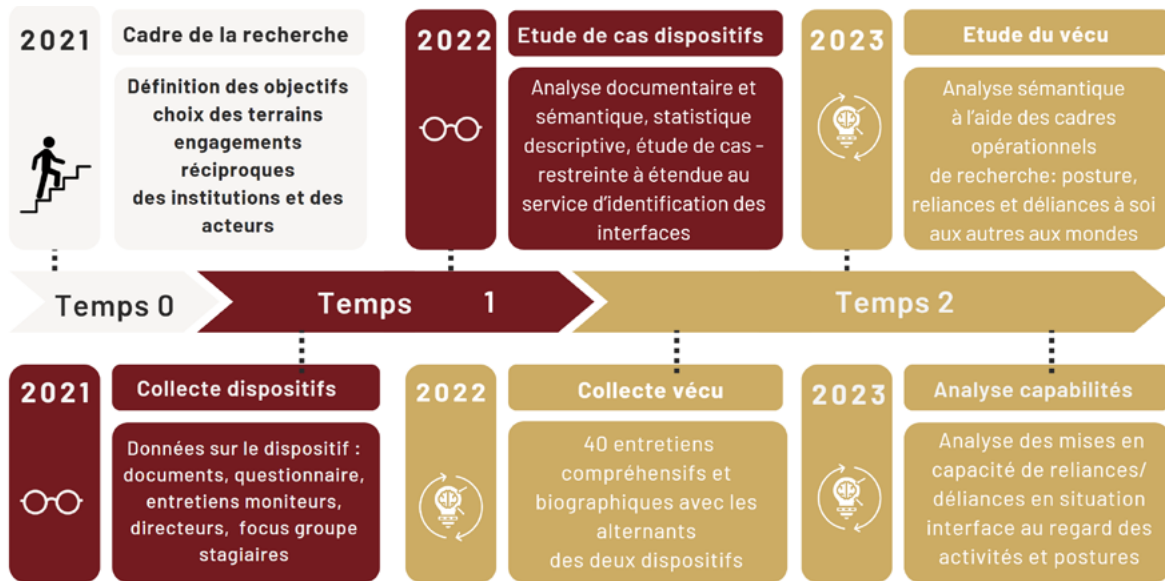 2021
Cadre de la recherche
Définition des objectifs
choix des terrains
engagements
réciproques
des institutions et des
acteurs
2022
Etude de cas dispositifs
Analyse documentaire et
sémantique, statistique
descriptive, étude de cas -
restreinte à étendue au
service d'identification des
interfaces
2023
Etude du vécu
Analyse sémantique
à l'aide des cadres
opérationnels
de recherche: posture,
reliances et déliances à soi
aux autres aux mondes
Temps 0
Temps 1
Temps 2
2021
Collecte dispositifs
Données sur le dispositif :
documents, questionnaire,
entretiens moniteurs,
directeurs, focus groupe
stagiaires
2022
Collecte vécu
40 entretiens
compréhensifs et
biographiques avec les
alternants
des deux dispositifs
2023
Analyse capabilités
Analyse des mises en
capacité de reliances/
déliances en situation
interface au regard des
activités et postures